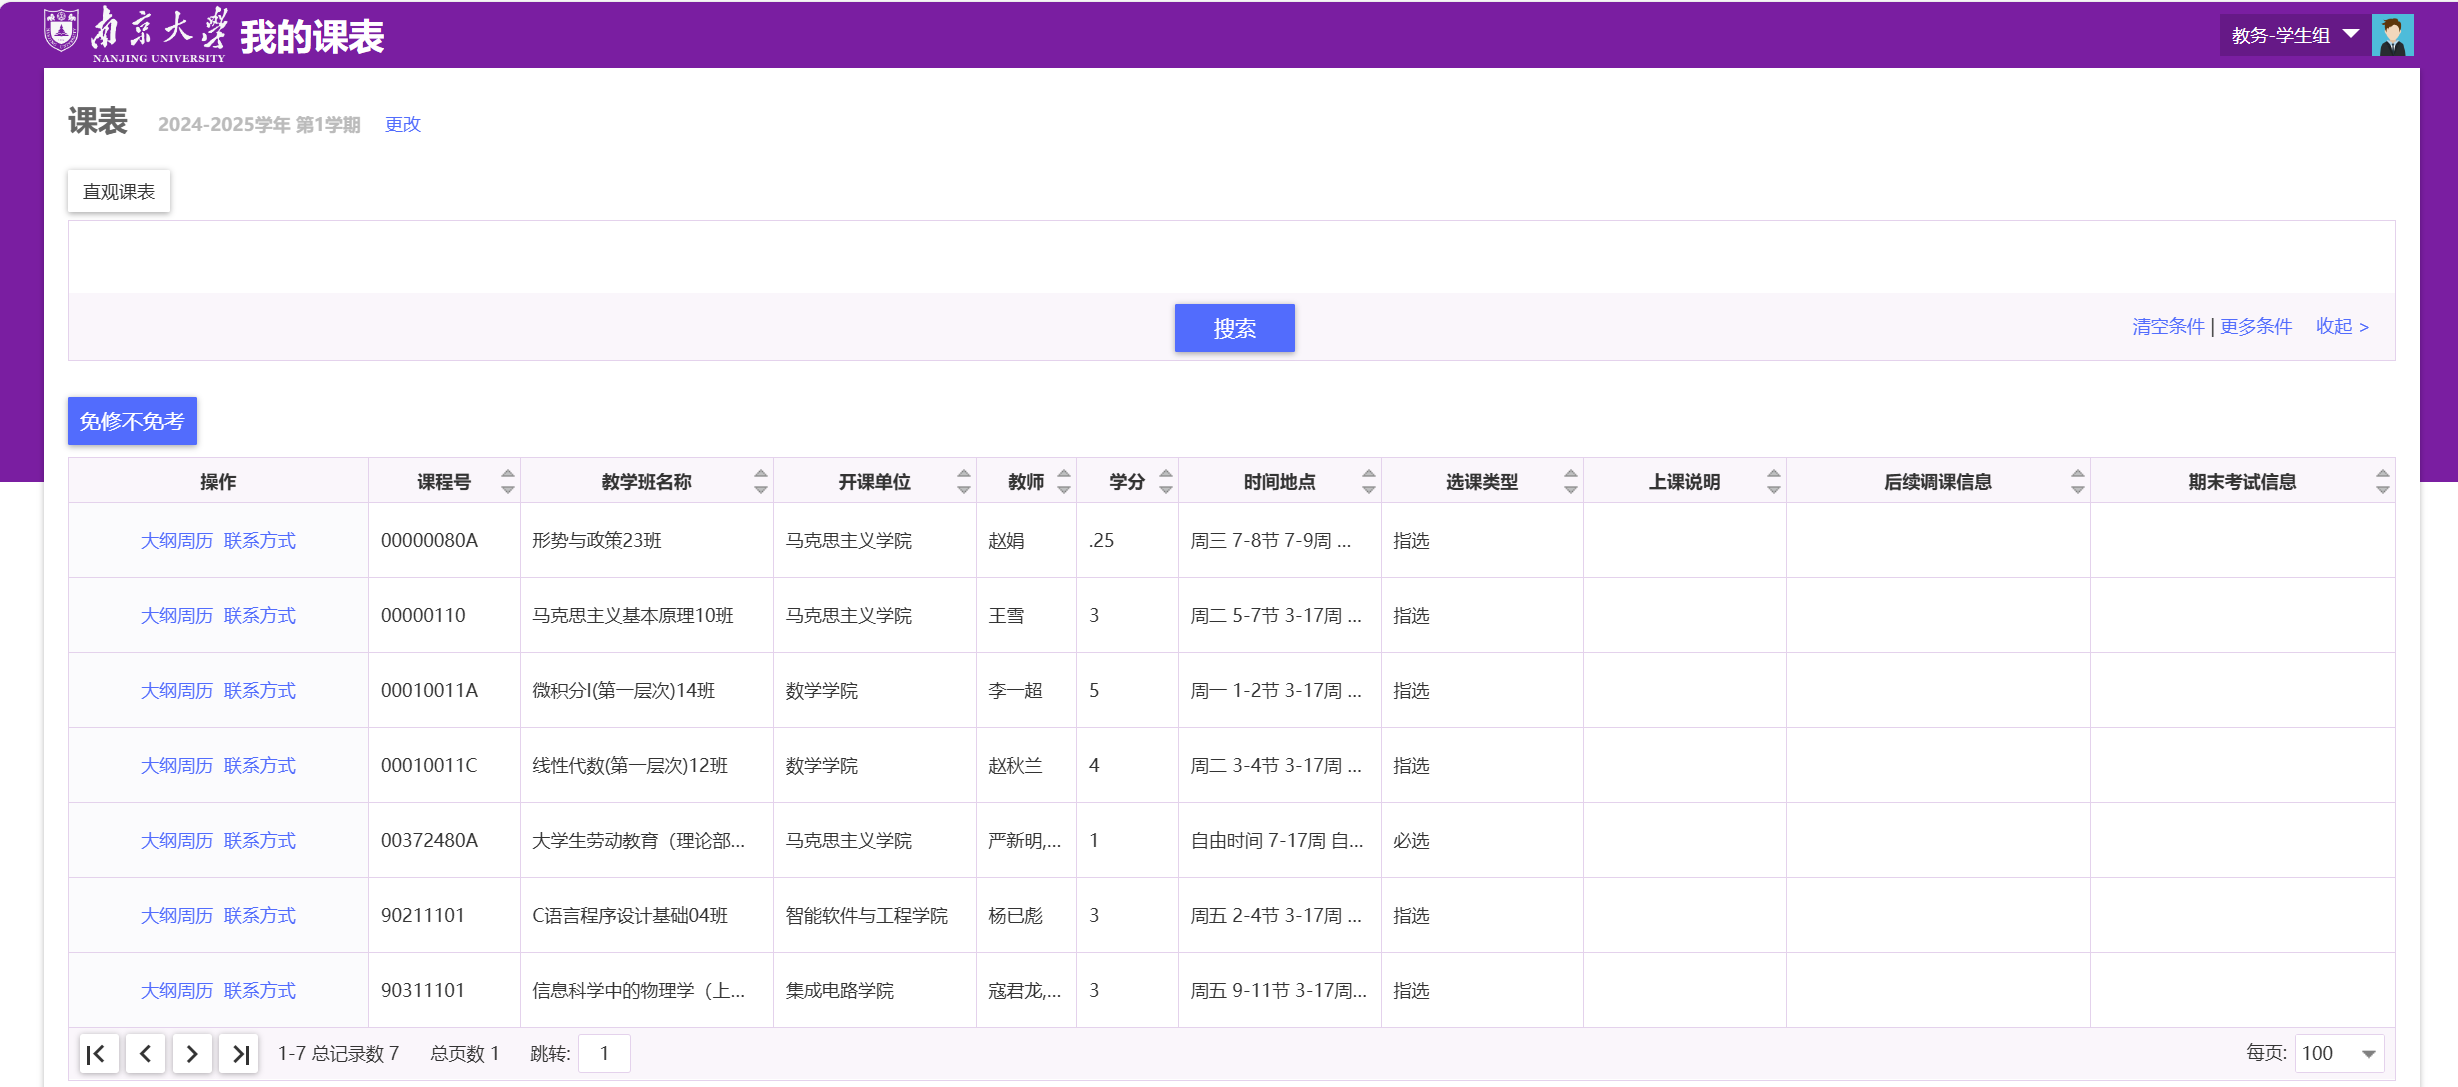 南京大学 我的课表 教务-学生组
NANJING UNIVERSITY
课表 2024-2025学年 第1学期 更改
直观课表
搜索 清空条件 | 更多条件 收起 >
免修不免考
操作 课程号 教学班名称 开课单位 教师 学分 时间地点 选课类型 上课说明 后续调课信息 期末考试信息
大纲周历 联系方式 00000080A 形势与政策23班 马克思主义学院 赵娟 .25 周三 7-8节 7-9周 ... 指选
大纲周历 联系方式 00000110 马克思主义基本原理10班 马克思主义学院 王雪 3 周二 5-7节 3-17周 ... 指选
大纲周历 联系方式 00010011A 微积分I(第一层次)14班 数学学院 李一超 5 周一 1-2节 3-17周 ... 指选
大纲周历 联系方式 00010011C 线性代数(第一层次)12班 数学学院 赵秋兰 4 周二 3-4节 3-17周 ... 指选
大纲周历 联系方式 00372480A 大学生劳动教育（理论部... 马克思主义学院 严新明,... 1 自由时间 7-17周 自... 必选
大纲周历 联系方式 90211101 C语言程序设计基础04班 智能软件与工程学院 杨已彪 3 周五 2-4节 3-17周 ... 指选
大纲周历 联系方式 90311101 信息科学中的物理学（上... 集成电路学院 寇君龙,... 3 周五 9-11节 3-17周... 指选
1-7 总记录数 7 总页数 1 跳转: 1 每页: 100